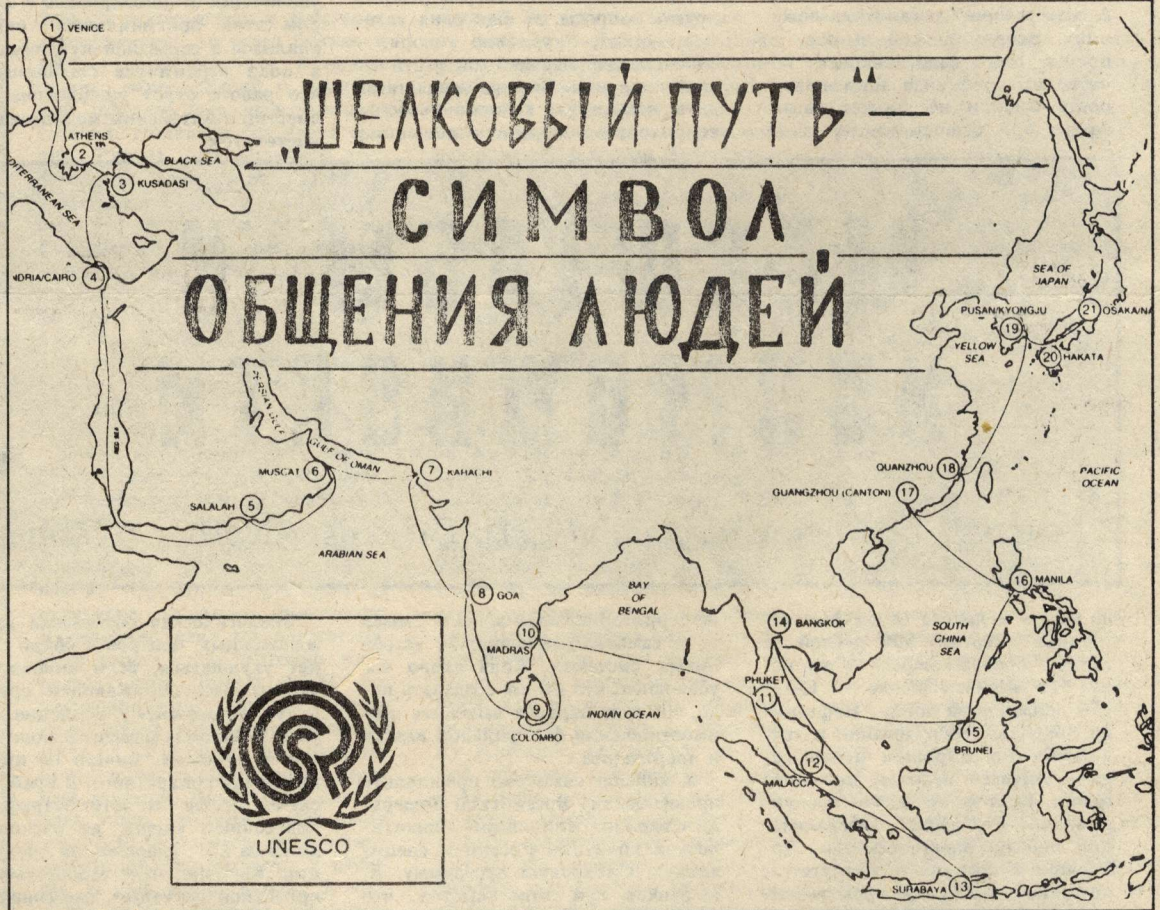 "ШЕЛКОВЫЙ ПУТЬ"—
СИМВОЛ
ОБЩЕНИЯ ЛЮДЕЙ
1 VENICE
ATHENS
2
BLACK SEA
3 KUSADASI
DITERRANEAN SEA
NDRIA/CAIRO 4
SEA OF
JAPAN
PUSAN/KYONGJU
19
21 OSAKA/NA
YELLOW
SEA
20 HAKATA
PERSIAN GULF
GULF OF OMAN
MUSCAT 6
7 KARACHI
SALALAH
5
ARABIAN SEA
QUANZHOU 18
GUANGZHOU (CANTON) 17
PACIFIC
OCEAN
8 GOA
BAY
OF
BENGAL
10
MADRAS
14 BANGKOK
16 MANILA
SOUTH
CHINA
SEA
PHUKET
11
9
COLOMBO
INDIAN OCEAN
15
BRUNEI
12
MALACCA
SURABAYA 13
UNESCO